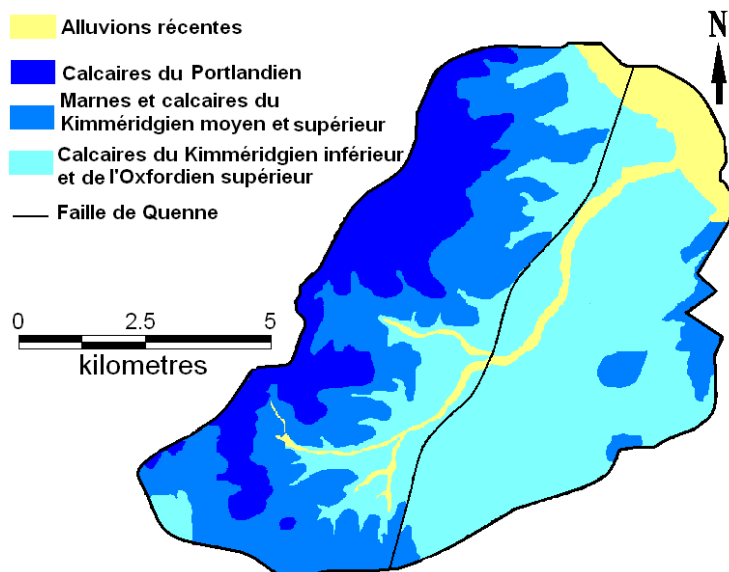 Alluvions récentes
N
Calcaires du Portlandien
Marnes et calcaires du
Kimméridgien moyen et supérieur
Calcaires du Kimméridgien inférieur
et de l'Oxfordien supérieur
Faille de Quenne
0 2.5 5
kilometres